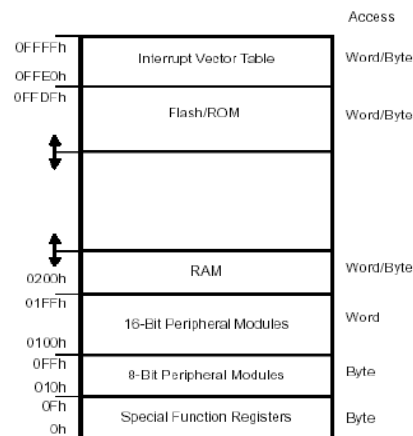 Access
0FFFFh
Interrupt Vector Table
Word/Byte
0FFE0h
0FFDFh
Flash/ROM
Word/Byte
RAM
Word/Byte
0200h
01FFh
16-Bit Peripheral Modules
Word
0100h
0FFh
8-Bit Peripheral Modules
Byte
010h
0Fh
Special Function Registers
Byte
0h